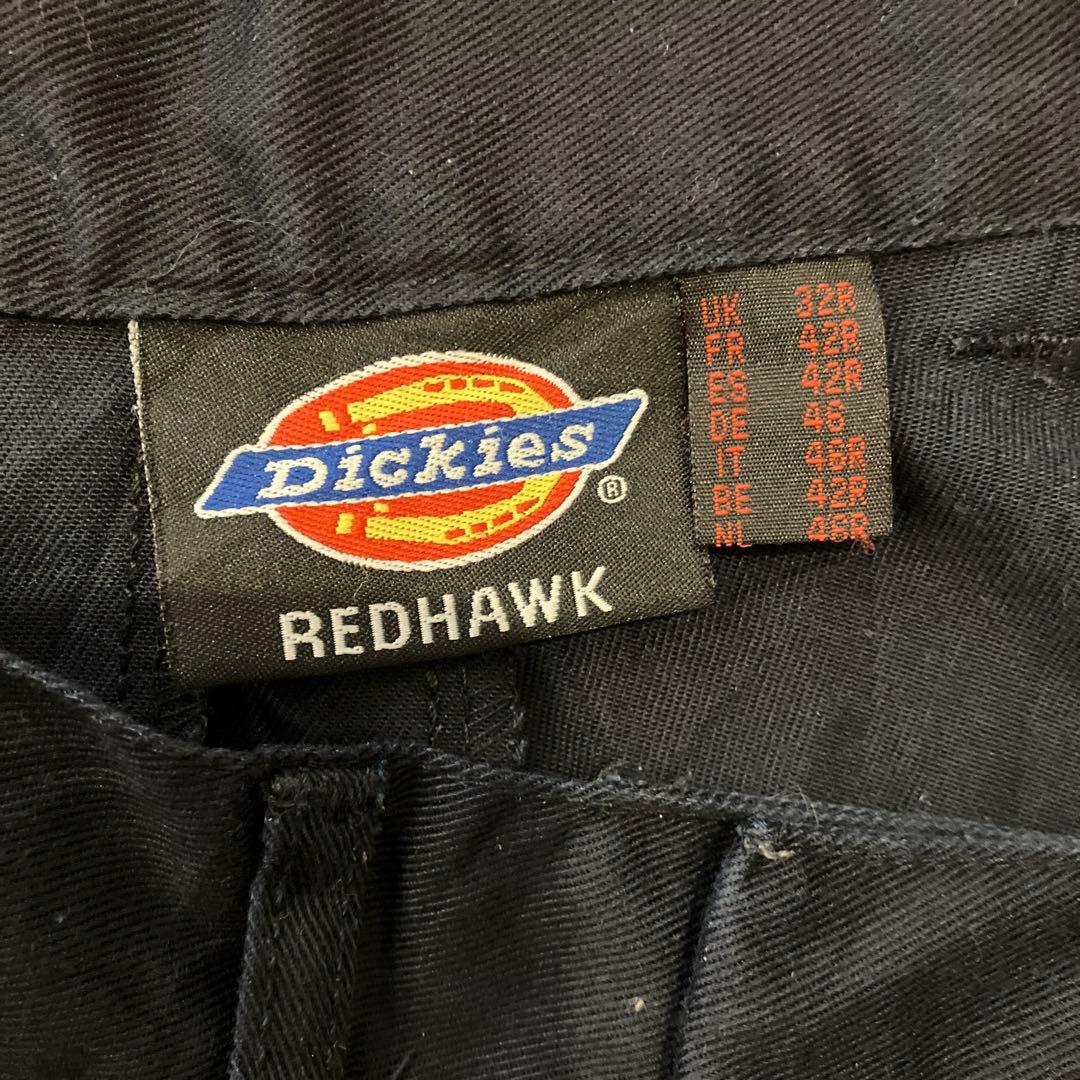 Dickies
®
REDHAWK
UK 32R
FR 42R
ES 42R
DE 46
IT 46R
BE 42R
NL 46R